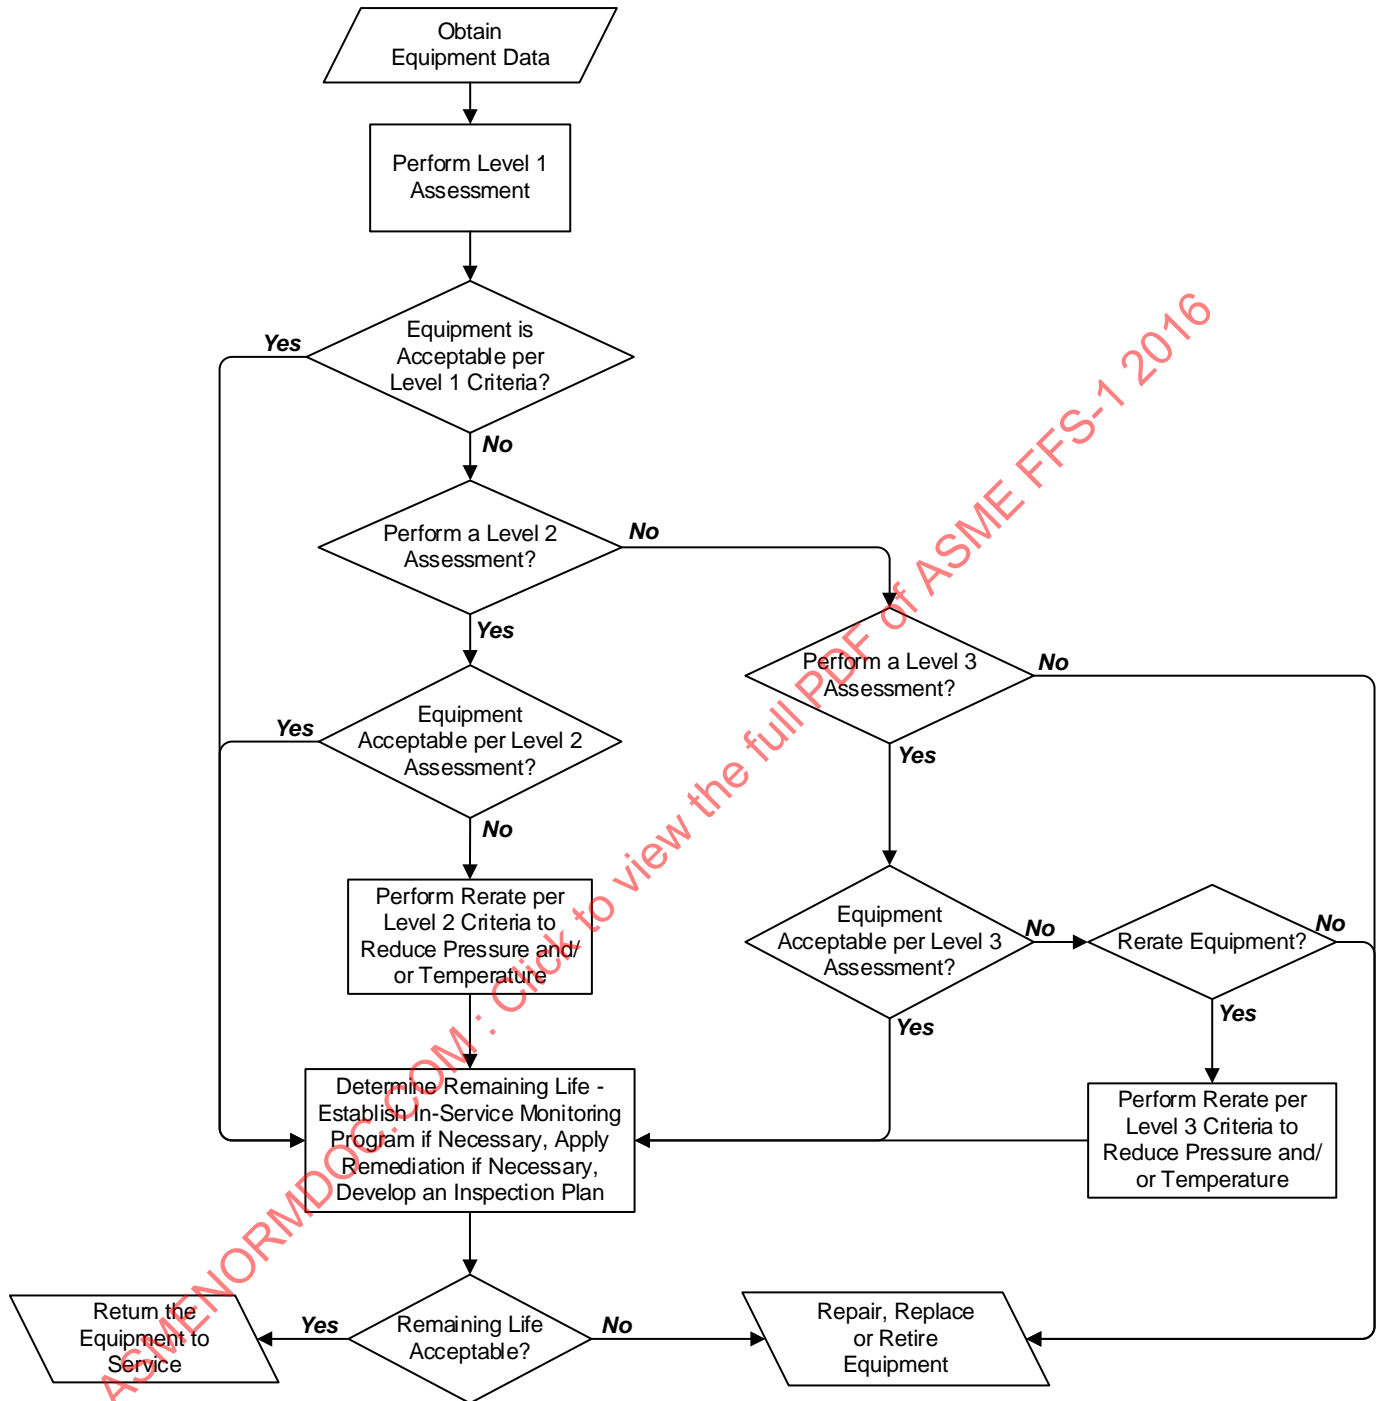 Obtain
Equipment Data
Perform Level 1
Assessment
Equipment is
Acceptable per
Level 1 Criteria?
Yes
No
Perform a Level 2
Assessment?
No
Yes
Perform a Level 3
Assessment?
No
Yes
Equipment
Acceptable per Level 2
Assessment?
Yes
No
Perform Rerate per
Level 2 Criteria to
Reduce Pressure and/
or Temperature
Equipment
Acceptable per Level 3
Assessment?
No
Yes
Rerate Equipment?
No
Yes
Perform Rerate per
Level 3 Criteria to
Reduce Pressure and/
or Temperature
Determine Remaining Life -
Establish In-Service Monitoring
Program if Necessary, Apply
Remediation if Necessary,
Develop an Inspection Plan
Remaining Life
Acceptable?
Yes
No
Return the
Equipment to
Service
Repair, Replace
or Retire
Equipment
ASMENORMDOC.COM : Click to view the full PDF of ASME FFS-1 2016